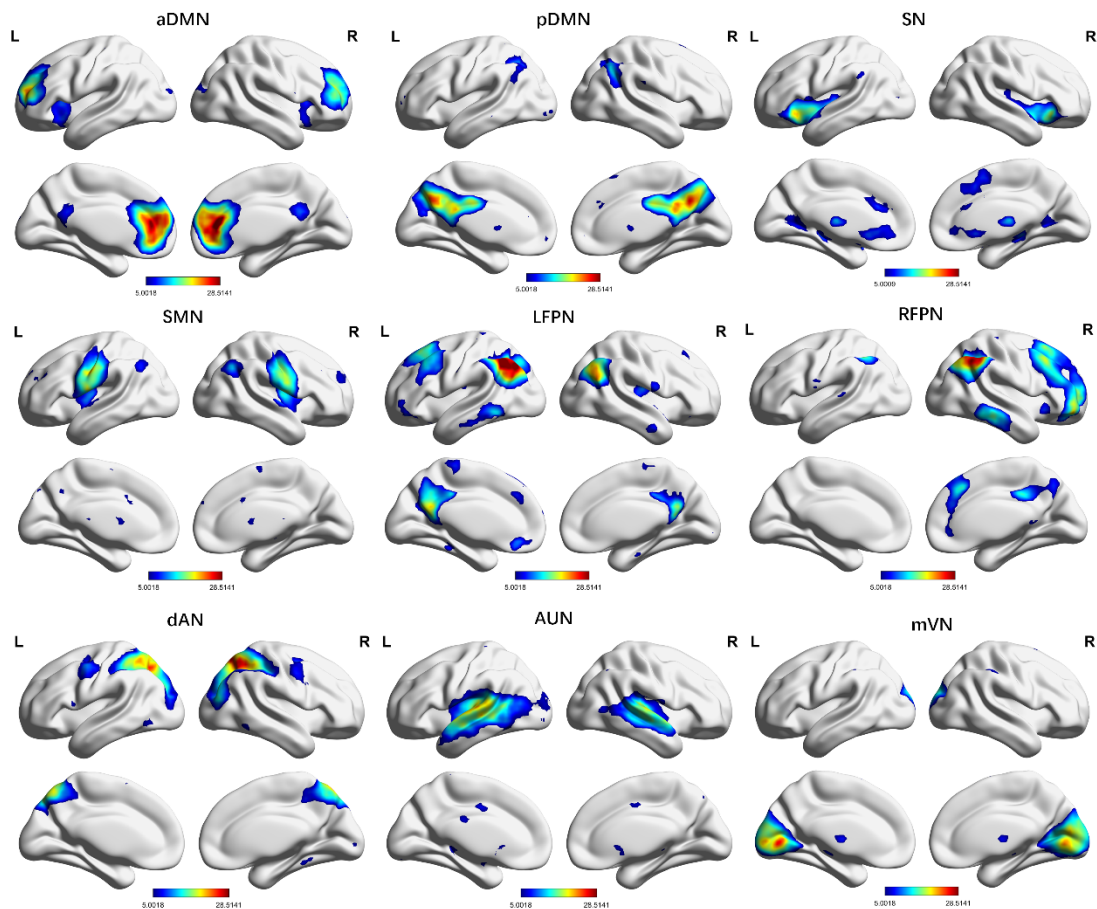 aDMN
pDMN
SN
L
R
L
R
L
R
5.0018
28.5141
5.0018
28.5141
5.0009
28.5141
SMN
LFPN
RFPN
L
R
L
R
L
R
5.0018
28.5141
5.0018
28.5141
5.0018
28.5141
dAN
AUN
mVN
L
R
L
R
L
R
5.0018
28.5141
5.0018
28.5141
5.0018
28.5141